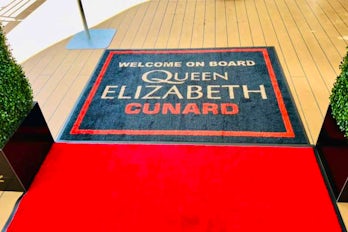 WELCOME ON BOARD
QUEEN
ELIZABETH
CUNARD